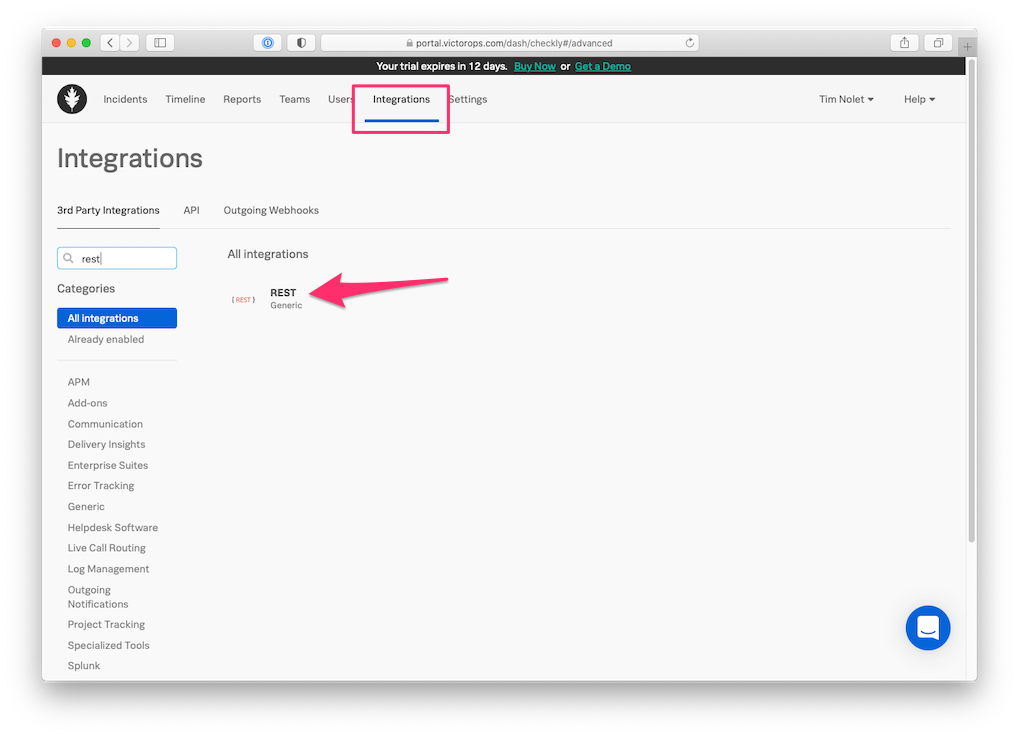 portal.victorops.com/dash/checkly#/advanced
Your trial expires in 12 days. Buy Now or Get a Demo
Incidents Timeline Reports Teams Users Integrations Settings Tim Nolet Help
Integrations
3rd Party Integrations API Outgoing Webhooks
rest
All integrations
{ REST } REST
Generic
Categories
All integrations
Already enabled
APM
Add-ons
Communication
Delivery Insights
Enterprise Suites
Error Tracking
Generic
Helpdesk Software
Live Call Routing
Log Management
Outgoing
Notifications
Project Tracking
Specialized Tools
Splunk